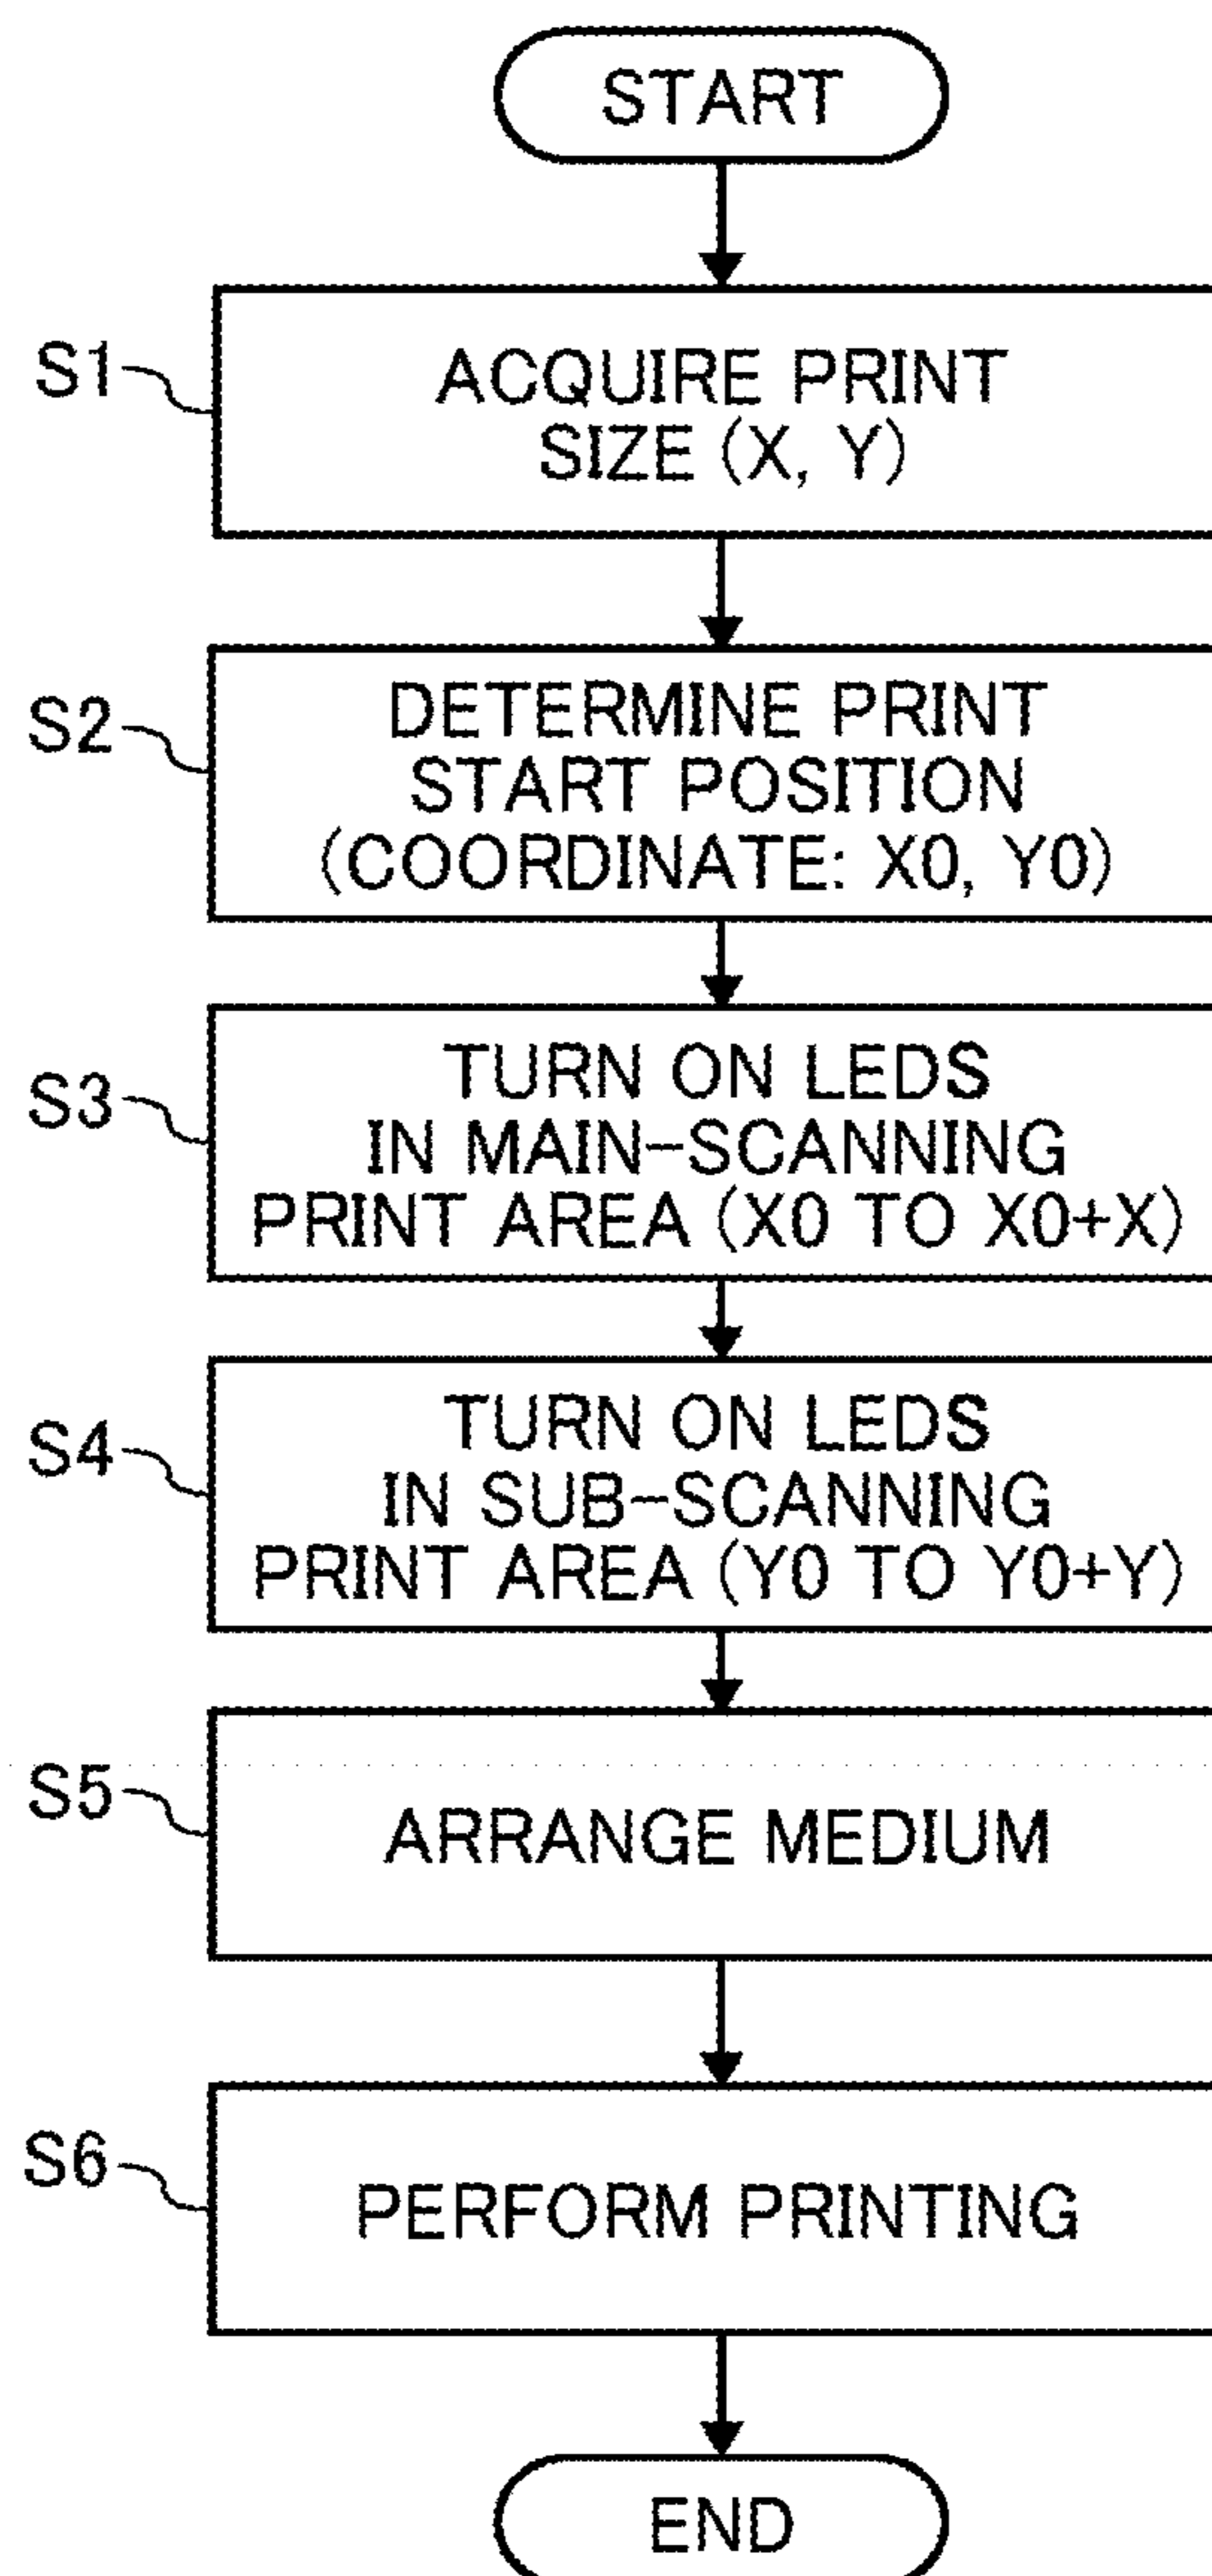 START
S1
ACQUIRE PRINT
SIZE (X, Y)
S2
DETERMINE PRINT
START POSITION
(COORDINATE: X0, Y0)
S3
TURN ON LEDS
IN MAIN-SCANNING
PRINT AREA (X0 TO X0+X)
S4
TURN ON LEDS
IN SUB-SCANNING
PRINT AREA (Y0 TO Y0+Y)
S5
ARRANGE MEDIUM
S6
PERFORM PRINTING
END